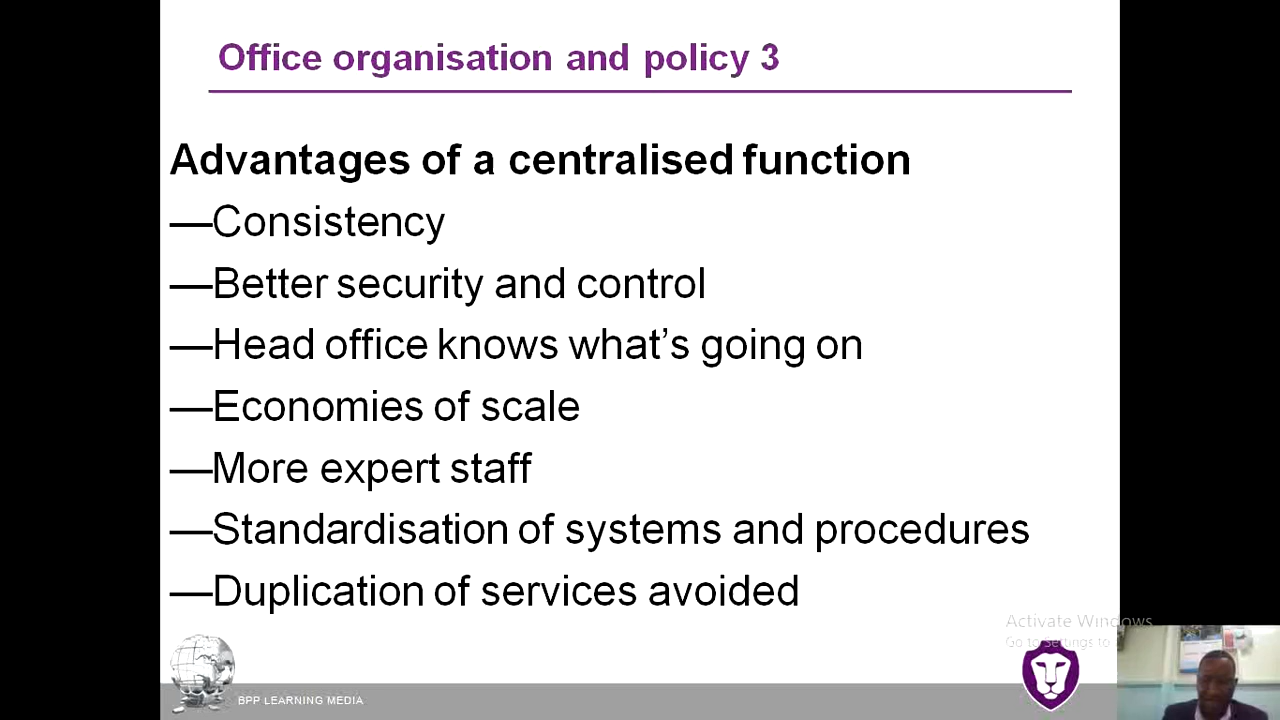 Office organisation and policy 3
Advantages of a centralised function
—Consistency
—Better security and control
—Head office knows what's going on
—Economies of scale
—More expert staff
—Standardisation of systems and procedures
—Duplication of services avoided
Activate Windows
Go to Settings to
BPP LEARNING MEDIA